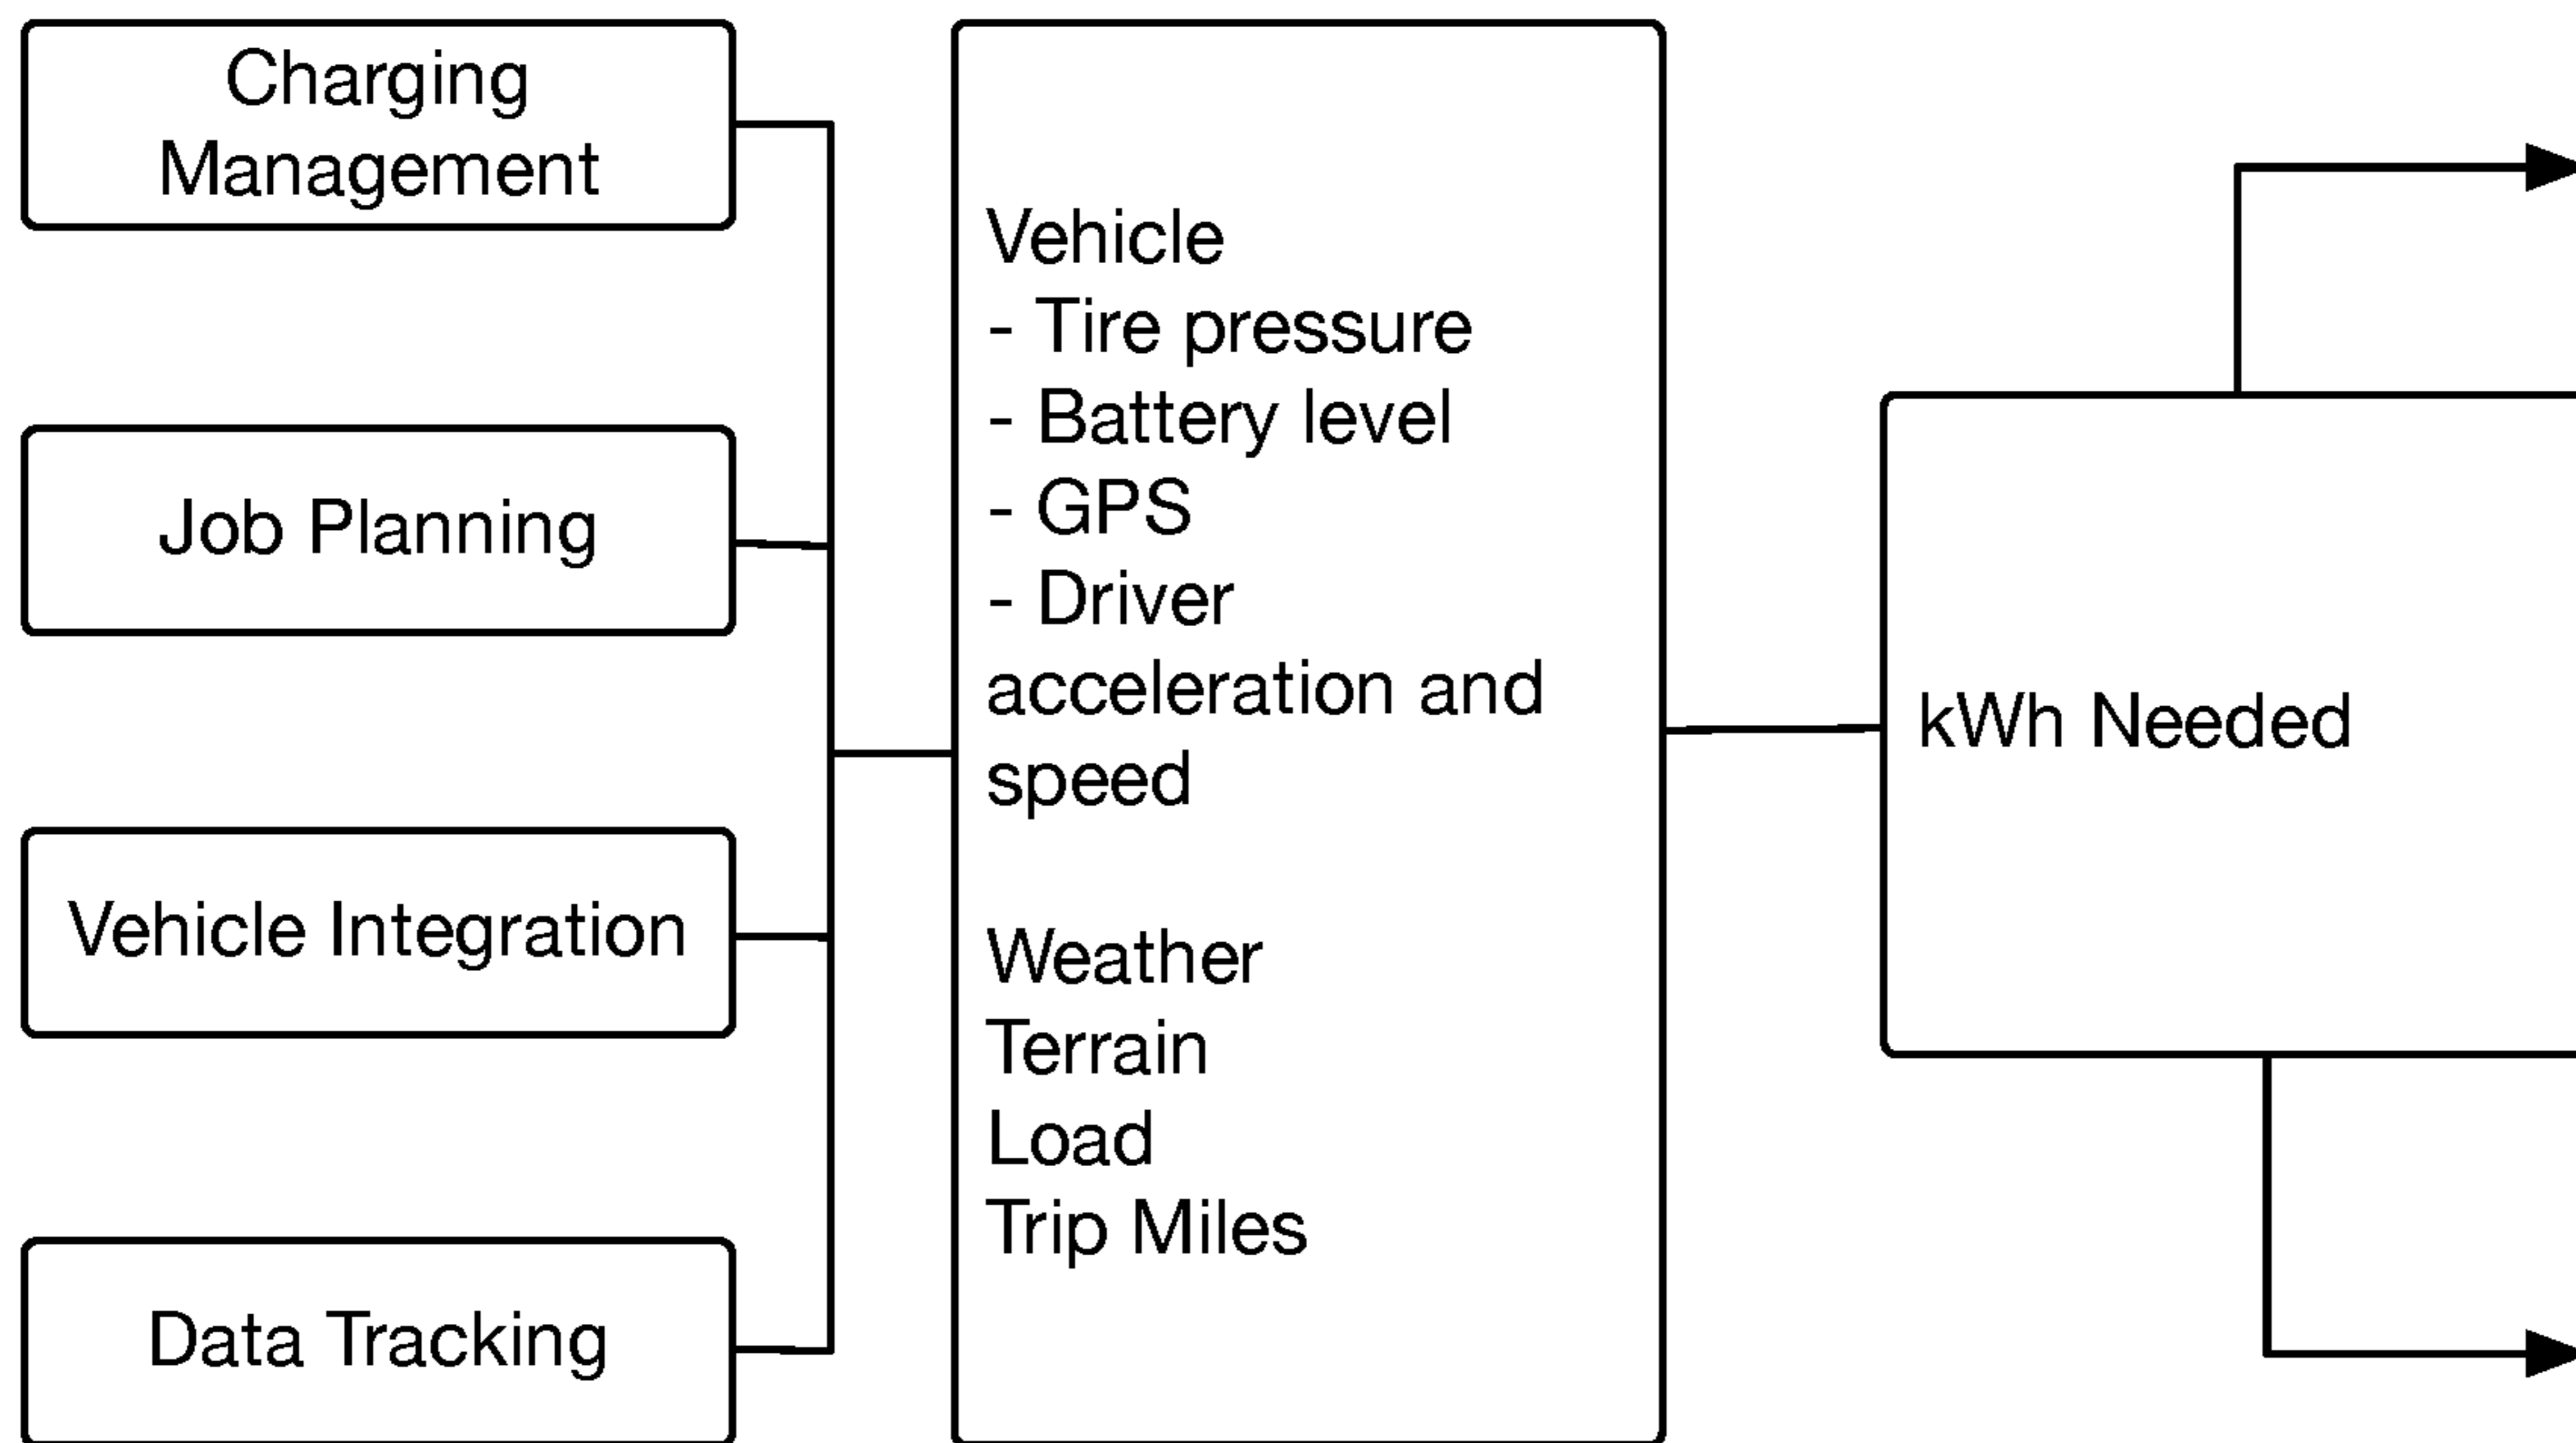 Charging
Management
Job Planning
Vehicle Integration
Data Tracking
Vehicle
- Tire pressure
- Battery level
- GPS
- Driver
acceleration and
speed
Weather
Terrain
Load
Trip Miles
kWh Needed